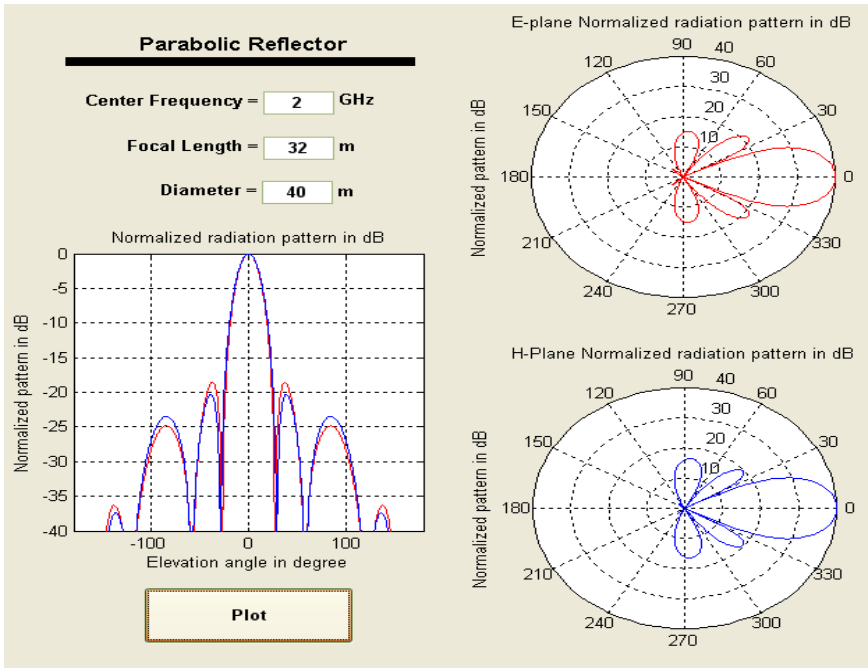 Parabolic Reflector
Center Frequency = 2 GHz
Focal Length = 32 m
Diameter = 40 m
Normalized radiation pattern in dB
Normalized pattern in dB
0
-5
-10
-15
-20
-25
-30
-35
-40
-100 0 100
Elevation angle in degree
Plot
E-plane Normalized radiation pattern in dB
Normalized pattern in dB
90 40
120 60
30
150 20 30
10
180 0
210 330
240 300
270
H-Plane Normalized radiation pattern in dB
Normalized pattern in dB
90 40
120 60
30
150 20 30
10
180 0
210 330
240 300
270